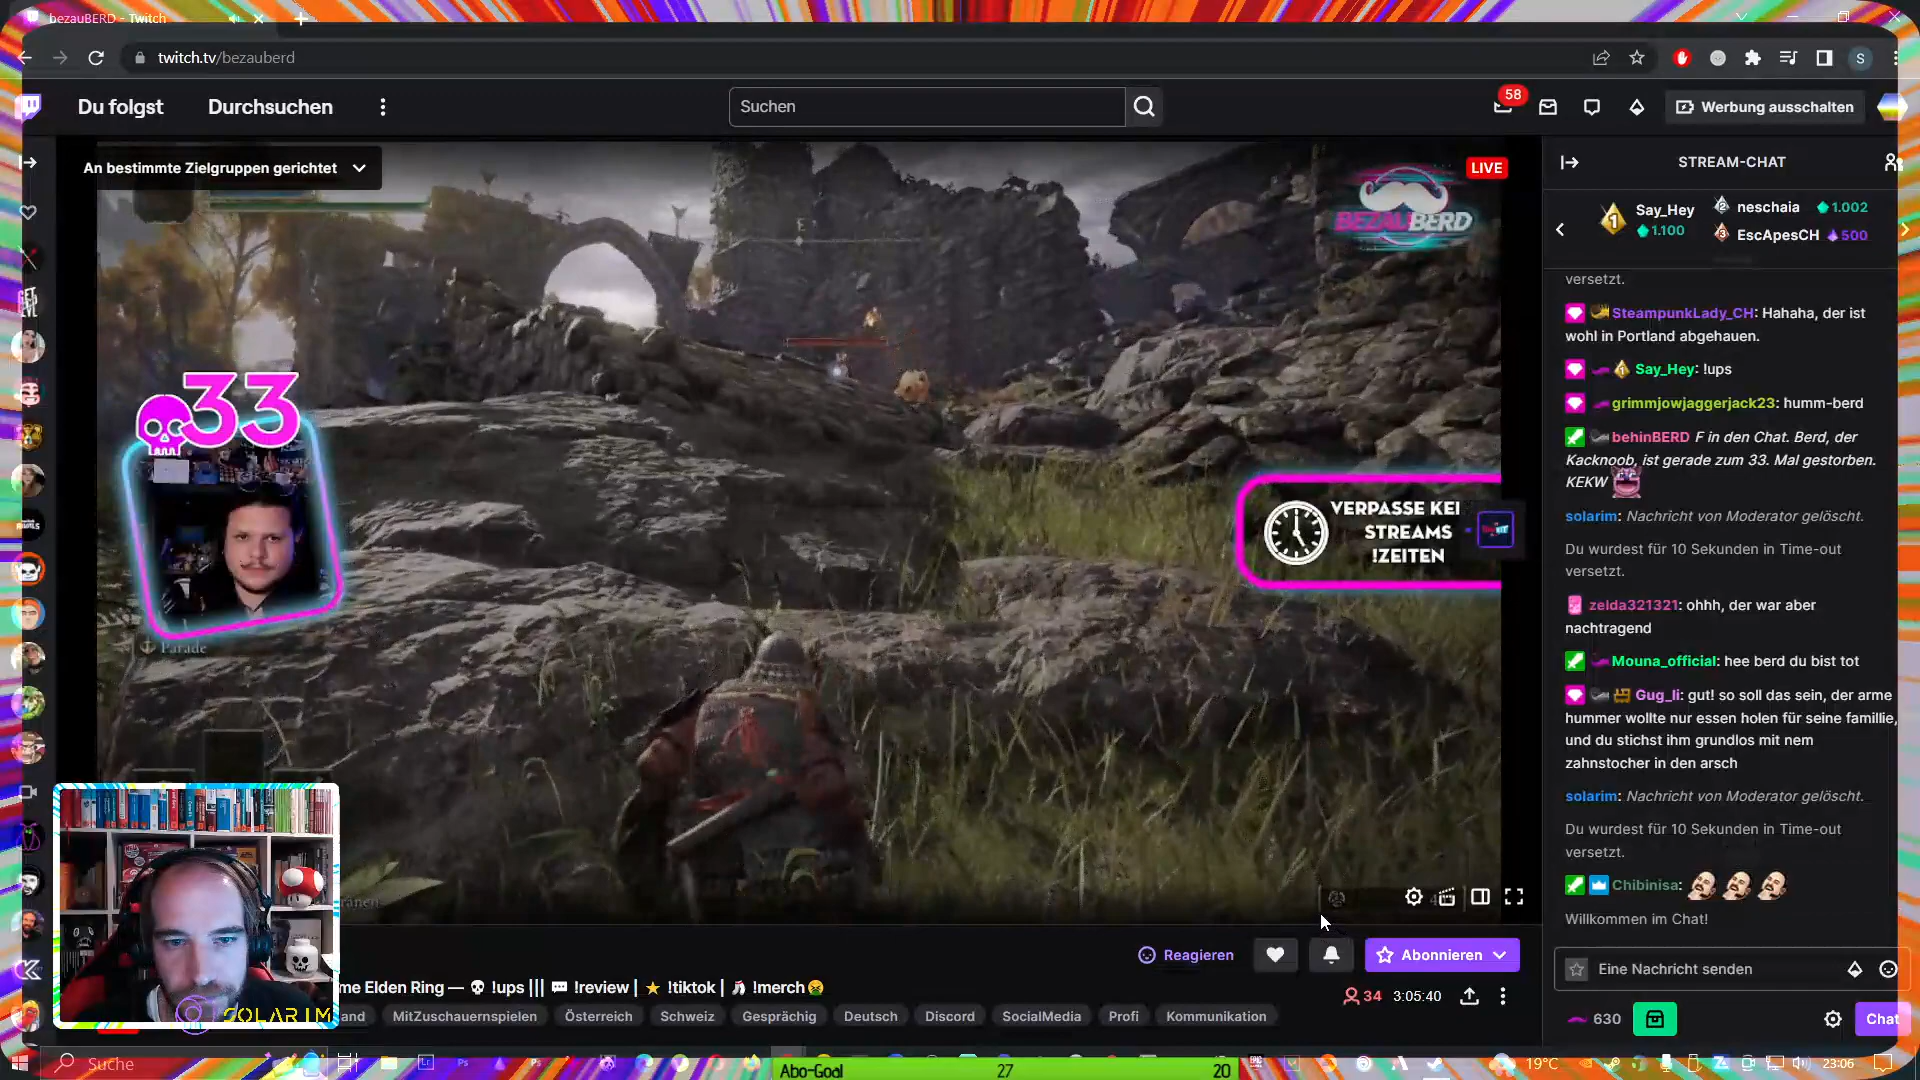 bezauBERD - Twitch
twitch.tv/bezauberd
S
Du folgst
Durchsuchen
Suchen
58
Werbung ausschalten
An bestimmte Zielgruppen gerichtet
LIVE
BEZAUBERD
E
33
VERPASSE KEI
STREAMS
!ZEITEN
Parade
STREAM-CHAT
1 Say_Hey
1.100
2 neschaia 1.002
3 EscApesCH 500
versetzt.
SteampunkLady_CH: Hahaha, der ist
wohl in Portland abgehauen.
Say_Hey: !ups
grimmjowjaggerjack23: humm-berd
behinBERD F in den Chat. Berd, der
Kacknoob, ist gerade zum 33. Mal gestorben.
KEKW
solarim: Nachricht von Moderator gelöscht.
Du wurdest für 10 Sekunden in Time-out
versetzt.
zelda321321: ohhh, der war aber
nachtragend
Mouna_official: hee berd du bist tot
Gug_li: gut! so soll das sein, der arme
hummer wollte nur essen holen für seine famillie,
und du stichst ihm grundlos mit nem
zahnstocher in den arsch
solarim: Nachricht von Moderator gelöscht.
Du wurdest für 10 Sekunden in Time-out
versetzt.
Chibinisa:
Willkommen im Chat!
Eine Nachricht senden
630
Chat
Reagieren
Abonnieren
me Elden Ring — !ups ||| !review | !tiktok | !merch
34
3:05:40
and
MitZuschauernspielen
Österreich
Schweiz
Gesprächig
Deutsch
Discord
SocialMedia
Profi
Kommunikation
SOLARIM
Suche
Lr
Ps
Abo-Goal
27
20
19°C
23:06